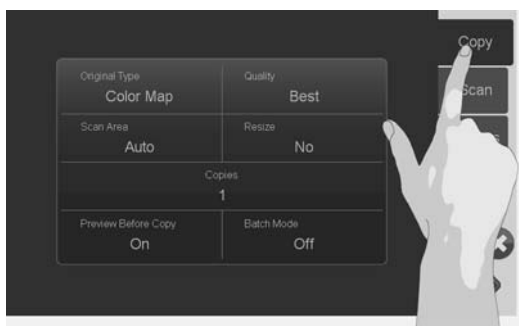 Original Type
Quality
Color Map
Best
Scan Area
Resize
Auto
No
Copies
1
Preview Before Copy
Batch Mode
On
Off
Copy
Scan